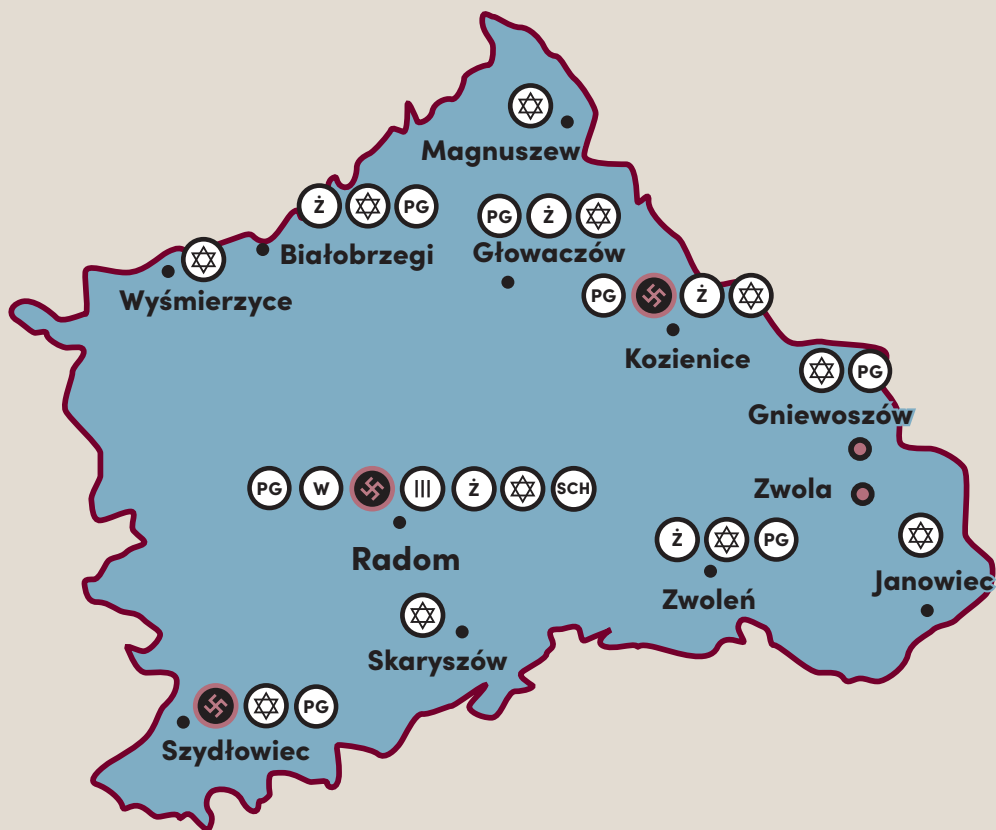 Magnuszew
Ż PG
Białobrzegi
PG Ż
Głowaczów
Wyśmierzyce
PG Ż
Kozienice
PG
Gniewoszów
PG W III Ż SCH
Zwola
Radom
Ż PG
Zwoleń
Janowiec
Skaryszów
PG
Szydłowiec